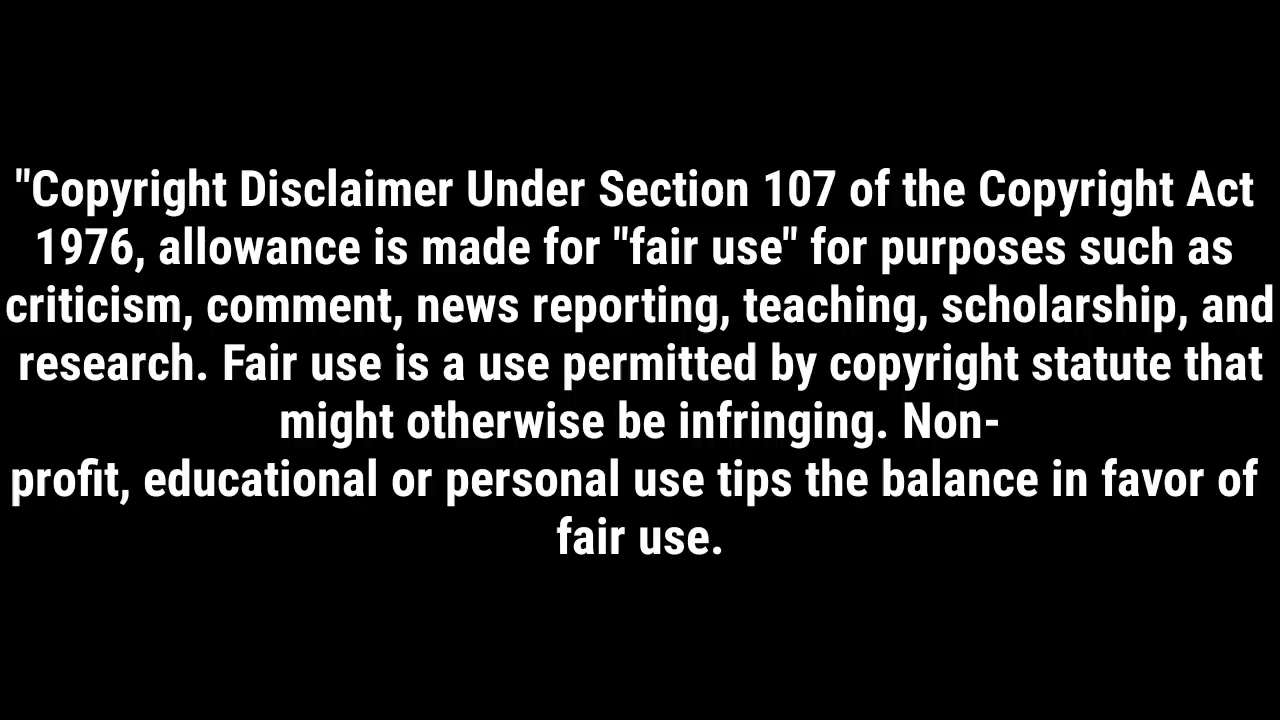 "Copyright Disclaimer Under Section 107 of the Copyright Act
1976, allowance is made for "fair use" for purposes such as
criticism, comment, news reporting, teaching, scholarship, and
research. Fair use is a use permitted by copyright statute that
might otherwise be infringing. Non-
profit, educational or personal use tips the balance in favor of
fair use.